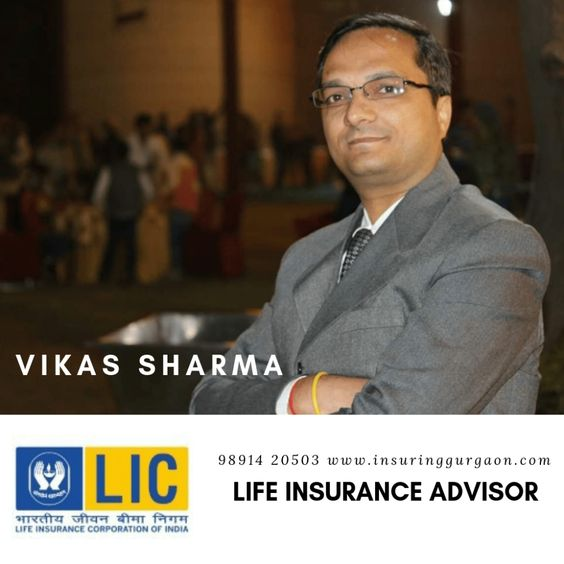 VIKAS SHARMA
98914 20503 www.insuringgurgaon.com
LIFE INSURANCE ADVISOR
LIC
भारतीय जीवन बीमा निगम
LIFE INSURANCE CORPORATION OF INDIA